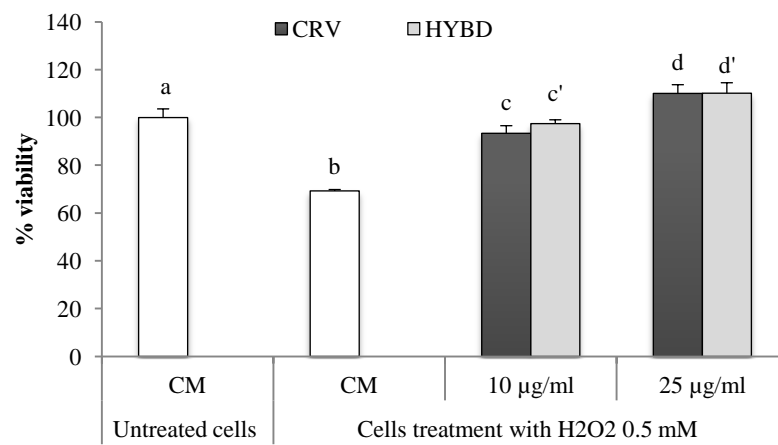 140
CRV HYBD
120
100
80
60
40
20
0
% viability
a
b
c
c'
d
d'
CM CM 10 µg/ml 25 µg/ml
Untreated cells Cells treatment with H2O2 0.5 mM